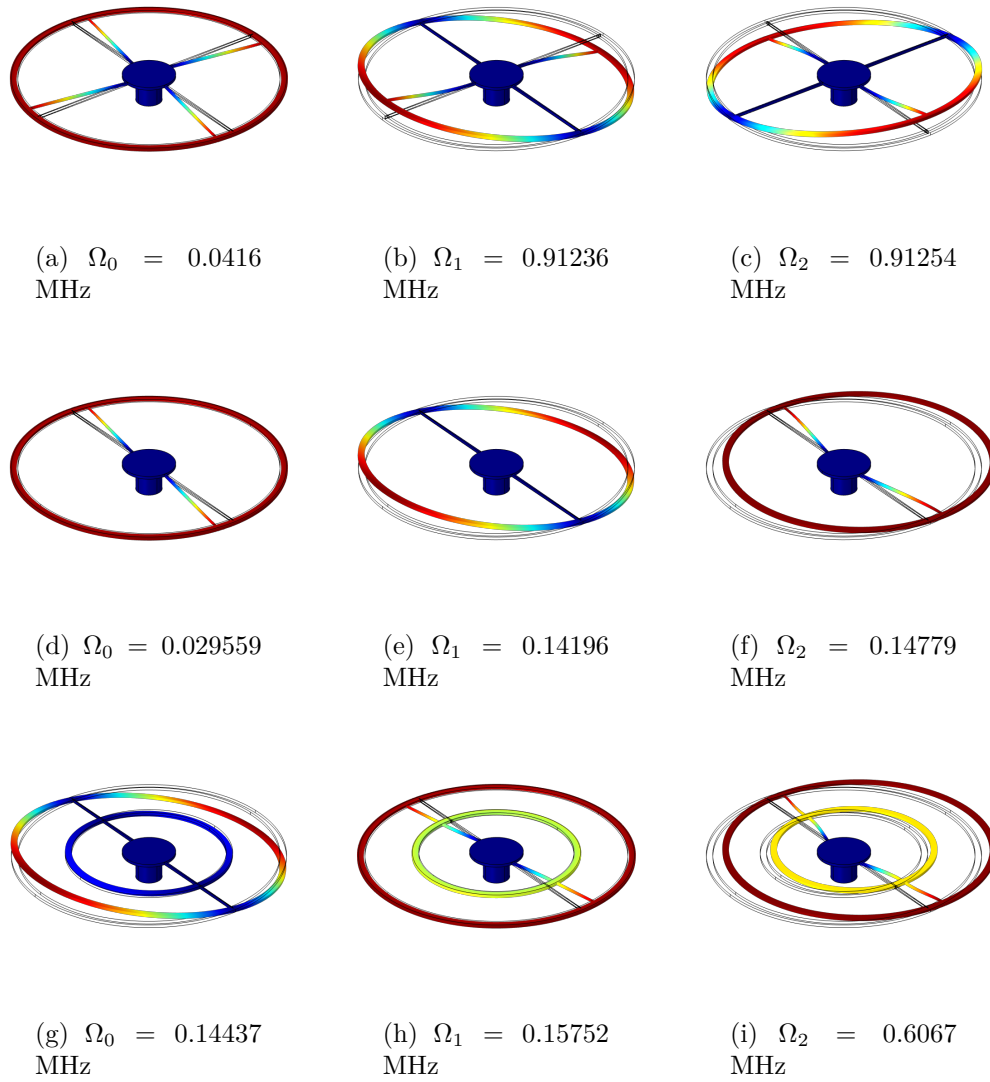 (a) Ω₀ = 0.0416
MHz
(b) Ω₁ = 0.91236
MHz
(c) Ω₂ = 0.91254
MHz
(d) Ω₀ = 0.029559
MHz
(e) Ω₁ = 0.14196
MHz
(f) Ω₂ = 0.14779
MHz
(g) Ω₀ = 0.14437
MHz
(h) Ω₁ = 0.15752
MHz
(i) Ω₂ = 0.6067
MHz